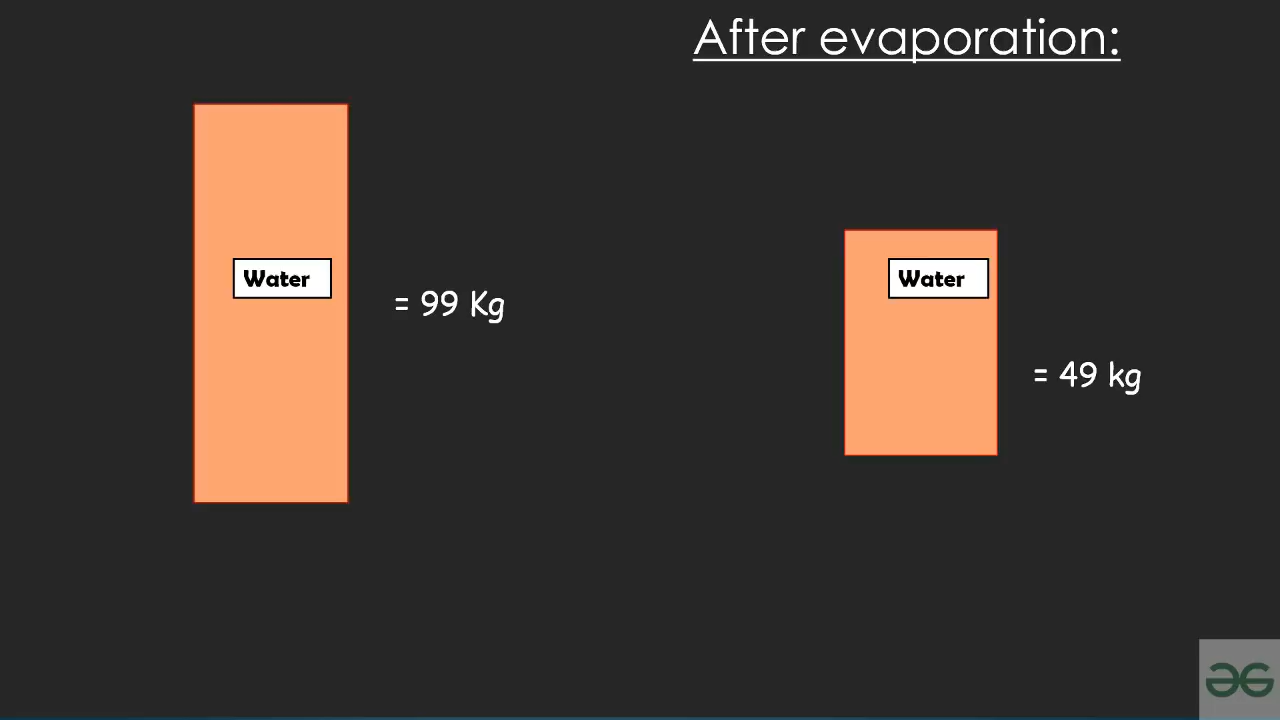 After evaporation:
Water
= 99 Kg
Water
= 49 kg